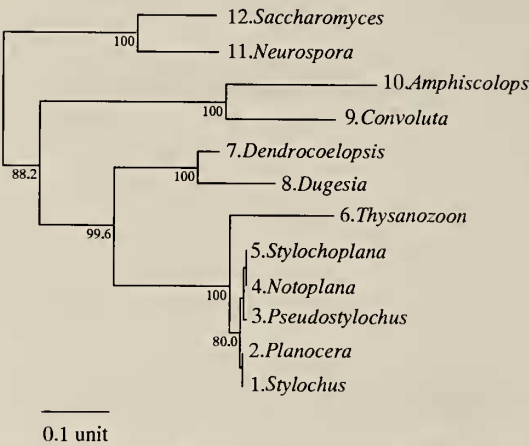 12.Saccharomyces
100
11.Neurospora
10.Amphiscolops
100
9.Convoluta
7.Dendrocoelopsis
88.2
100
8.Dugesia
6.Thysanozoon
99.6
5.Stylochoplana
4.Notoplana
100
3.Pseudostylochus
80.0
2.Planocera
1.Stylochus
0.1 unit